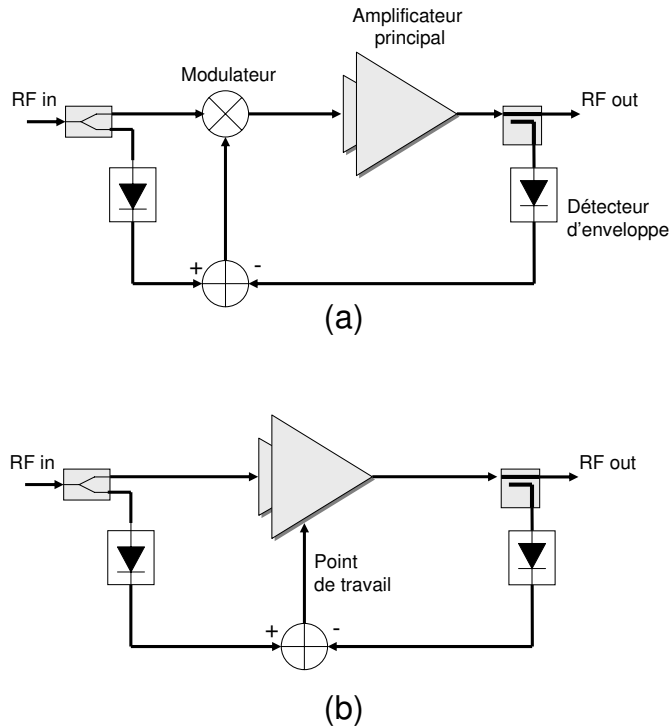 Amplificateur
principal
Modulateur
RF in
RF out
Détecteur
d'enveloppe
+
-
(a)
RF in
RF out
Point
de travail
+
-
(b)